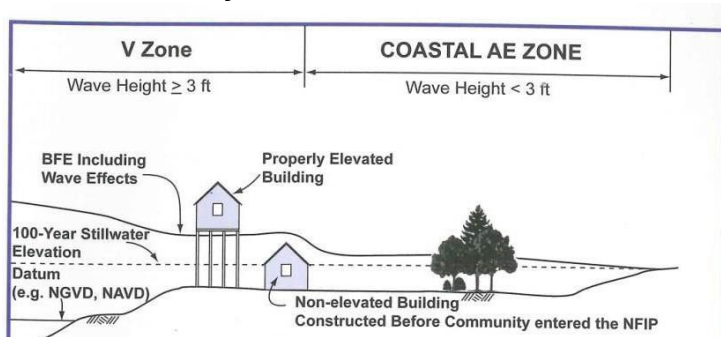 V Zone
COASTAL AE ZONE
Wave Height ≥ 3 ft
Wave Height < 3 ft
BFE Including
Wave Effects
Properly Elevated
Building
100-Year Stillwater
Elevation
Datum
(e.g. NGVD, NAVD)
Non-elevated Building
Constructed Before Community entered the NFIP